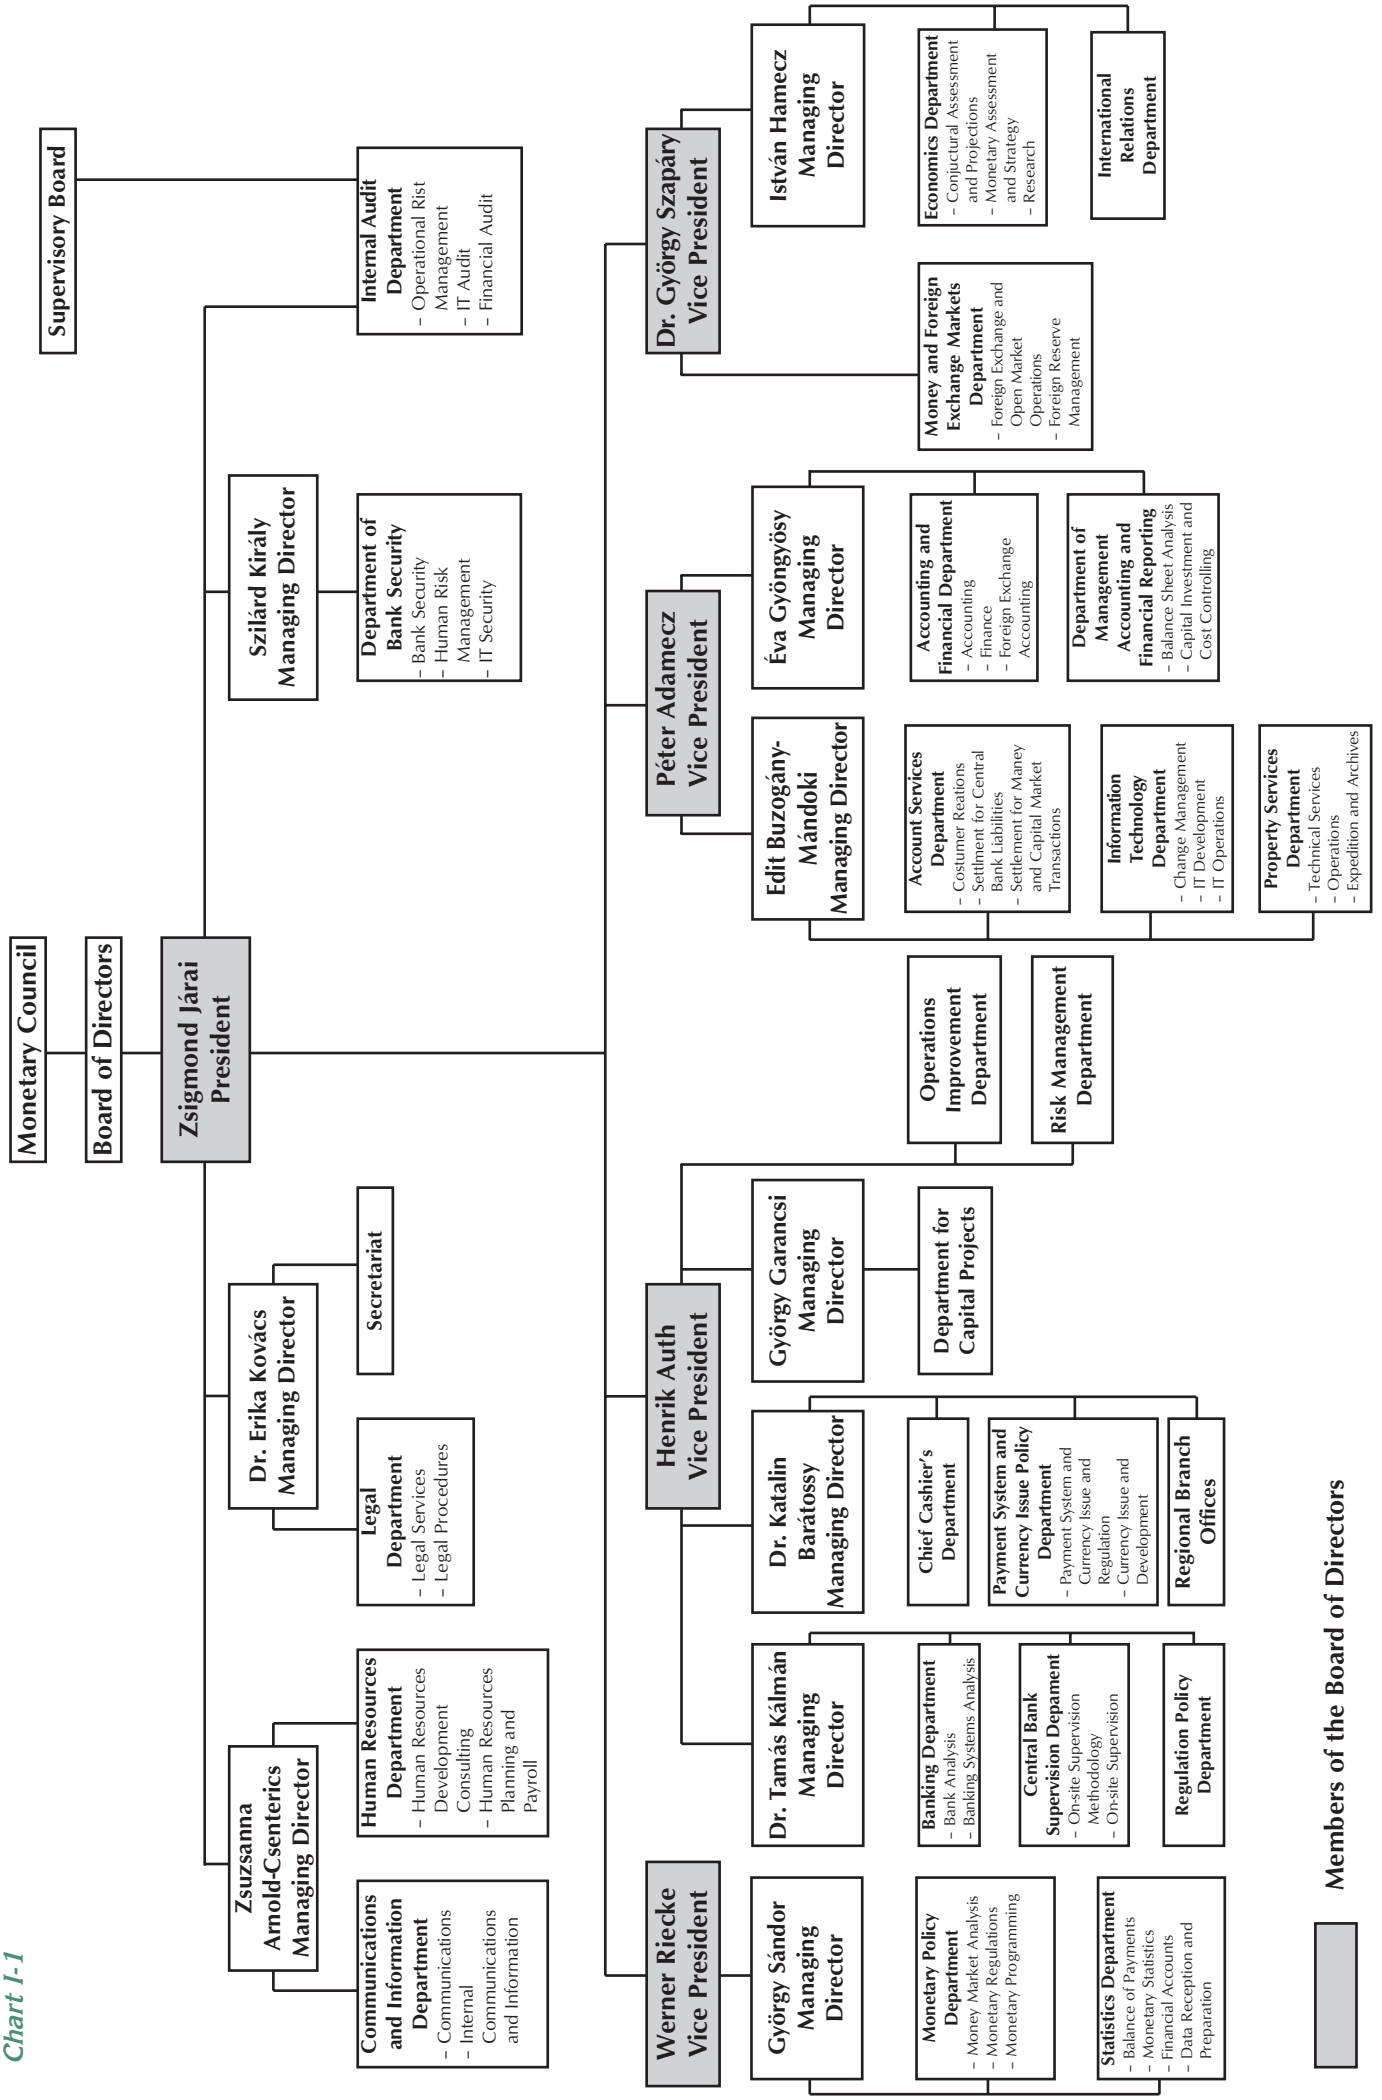 Chart I-1
Monetary Council
Board of Directors
Zsigmond Járai
President
Supervisory Board
Zsuzsanna
Arnold-Csenterics
Managing Director
Dr. Erika Kovács
Managing Director
Szilárd Király
Managing Director
Communications
and Information
Department
– Communications
– Internal
Communications
and Information
Human Resources
Department
– Human Resources
Development
Consulting
– Human Resources
Planning and
Payroll
Legal
Department
– Legal Services
– Legal Procedures
Secretariat
Department of
Bank Security
– Bank Security
– Human Risk
Management
– IT Security
Internal Audit
Department
– Operational Rist
Management
– IT Audit
– Financial Audit
Werner Riecke
Vice President
Henrik Auth
Vice President
Péter Adamecz
Vice President
Dr. György Szapáry
Vice President
György Sándor
Managing
Director
Monetary Policy
Department
– Money Market Analysis
– Monetary Regulations
– Monetary Programming
Statistics Department
– Balance of Payments
– Monetary Statistics
– Financial Accounts
– Data Reception and
Preparation
Dr. Tamás Kálmán
Managing
Director
Banking Department
– Bank Analysis
– Banking Systems Analysis
Central Bank
Supervision Depament
– On-site Supervision
Methodology
– On-site Supervision
Regulation Policy
Department
Dr. Katalin
Barátossy
Managing Director
Chief Cashier's
Department
Payment System and
Currency Issue Policy
Department
– Payment System and
Currency Issue and
Regulation
– Currency Issue and
Development
Regional Branch
Offices
György Garancsi
Managing
Director
Department for
Capital Projects
Operations
Improvement
Department
Risk Management
Department
Edit Buzogány-
Mándoki
Managing Director
Account Services
Department
– Costumer Reations
– Settlment for Central
Bank Liabilities
– Settlement for Maney
and Capital Market
Transactions
Information
Technology
Department
– Change Management
– IT Development
– IT Operations
Property Services
Department
– Technical Services
– Operations
– Expedition and Archives
Éva Gyöngyösy
Managing
Director
Accounting and
Financial Department
– Accounting
– Finance
– Foreign Exchange
Accounting
Department of
Management
Accounting and
Financial Reporting
– Balance Sheet Analysis
– Capital Investment and
Cost Controlling
Money and Foreign
Exchange Markets
Department
– Foreign Exchange and
Open Market
Operations
– Foreign Reserve
Management
István Hamecz
Managing
Director
Economics Department
– Conjuctural Assessment
and Projections
– Monetary Assessment
and Strategy
– Research
International
Relations
Department
Members of the Board of Directors